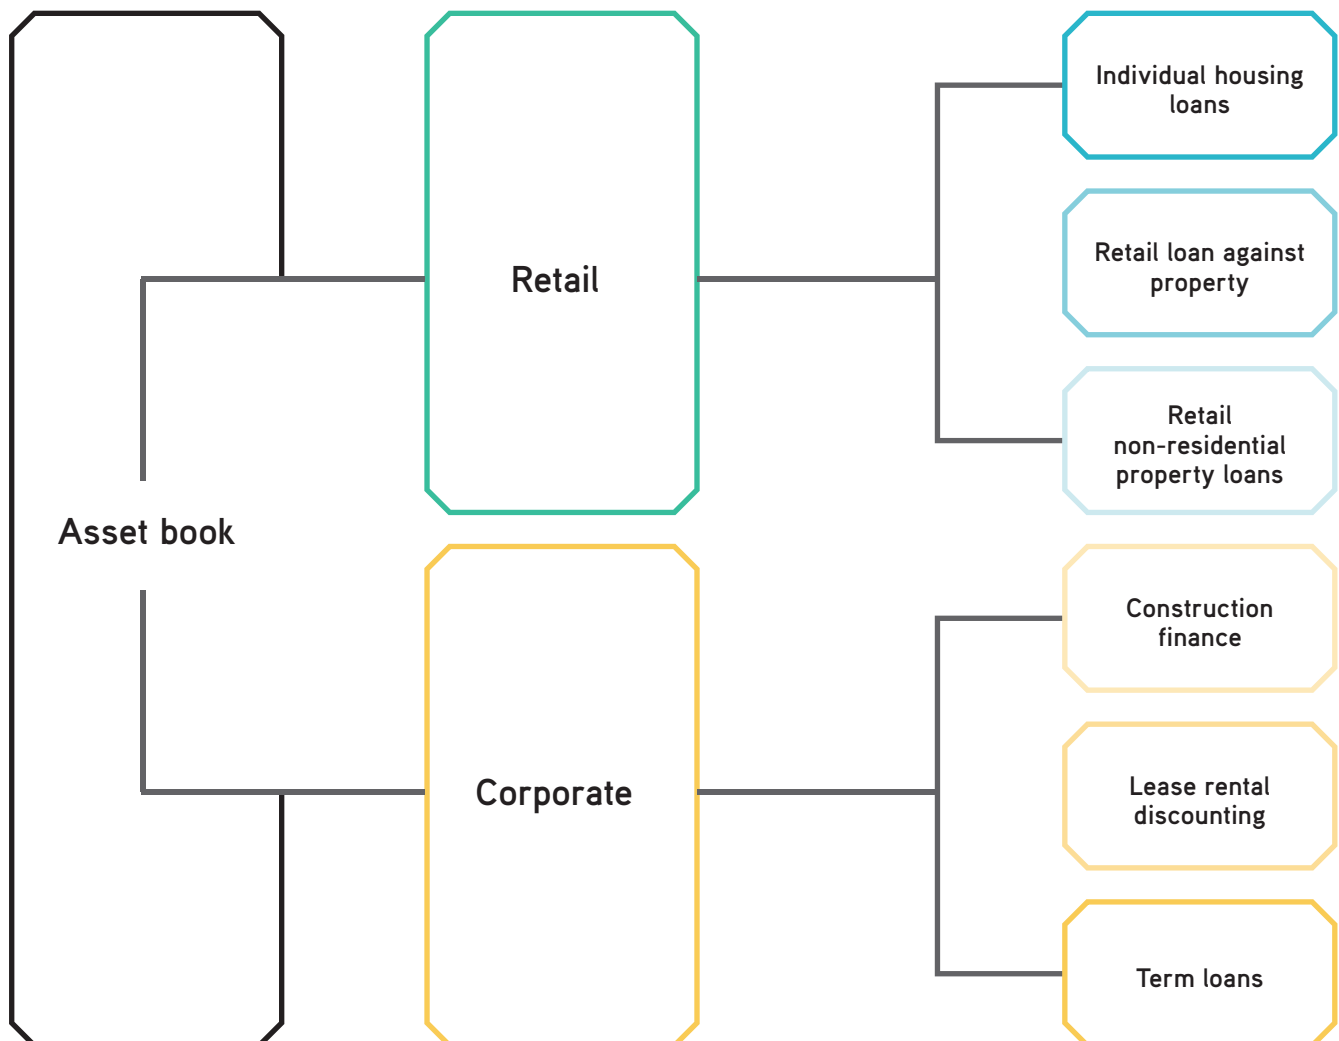 Asset book
Retail
Individual housing
loans
Retail loan against
property
Retail
non-residential
property loans
Corporate
Construction
finance
Lease rental
discounting
Term loans